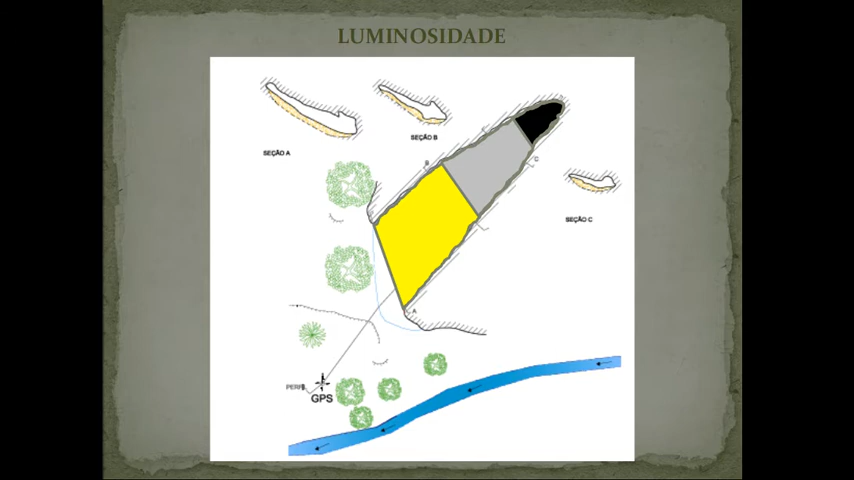 LUMINOSIDADE
SEÇÃO A
SEÇÃO B
B
C
SEÇÃO C
A
GPS